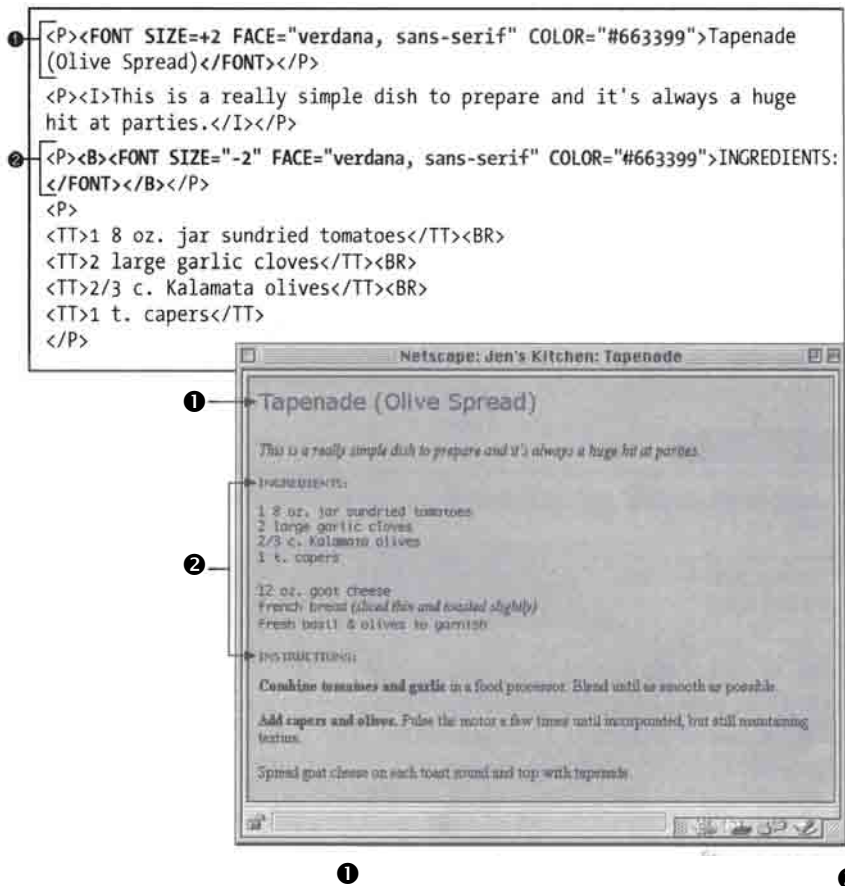 ❶ <P><FONT SIZE=+2 FACE="verdana, sans-serif" COLOR="#663399">Tapenade
(Olive Spread)</FONT></P>
<P><I>This is a really simple dish to prepare and it's always a huge
hit at parties.</I></P>
❷ <P><B><FONT SIZE="-2" FACE="verdana, sans-serif" COLOR="#663399">INGREDIENTS:
</FONT></B></P>
<P>
<TT>1 8 oz. jar sundried tomatoes</TT><BR>
<TT>2 large garlic cloves</TT><BR>
<TT>2/3 c. Kalamata olives</TT><BR>
<TT>1 t. capers</TT>
</P>
Netscape: Jen's Kitchen: Tapenade
❶ Tapenade (Olive Spread)
This is a really simple dish to prepare and it's always a huge hit at parties.
INGREDIENTS:
1 8 oz. jar sundried tomatoes
2 large garlic cloves
2/3 c. Kalamata olives
1 t. capers
❷
12 oz. goat cheese
French bread (sliced thin and toasted slightly)
Fresh basil & olives to garnish
INSTRUCTIONS:
Combine tomatoes and garlic in a food processor. Blend until as smooth as possible.
Add capers and olives. Pulse the motor a few times until incorporated, but still maintaining
texture.
Spread goat cheese on each toast round and top with tapenade.
❶